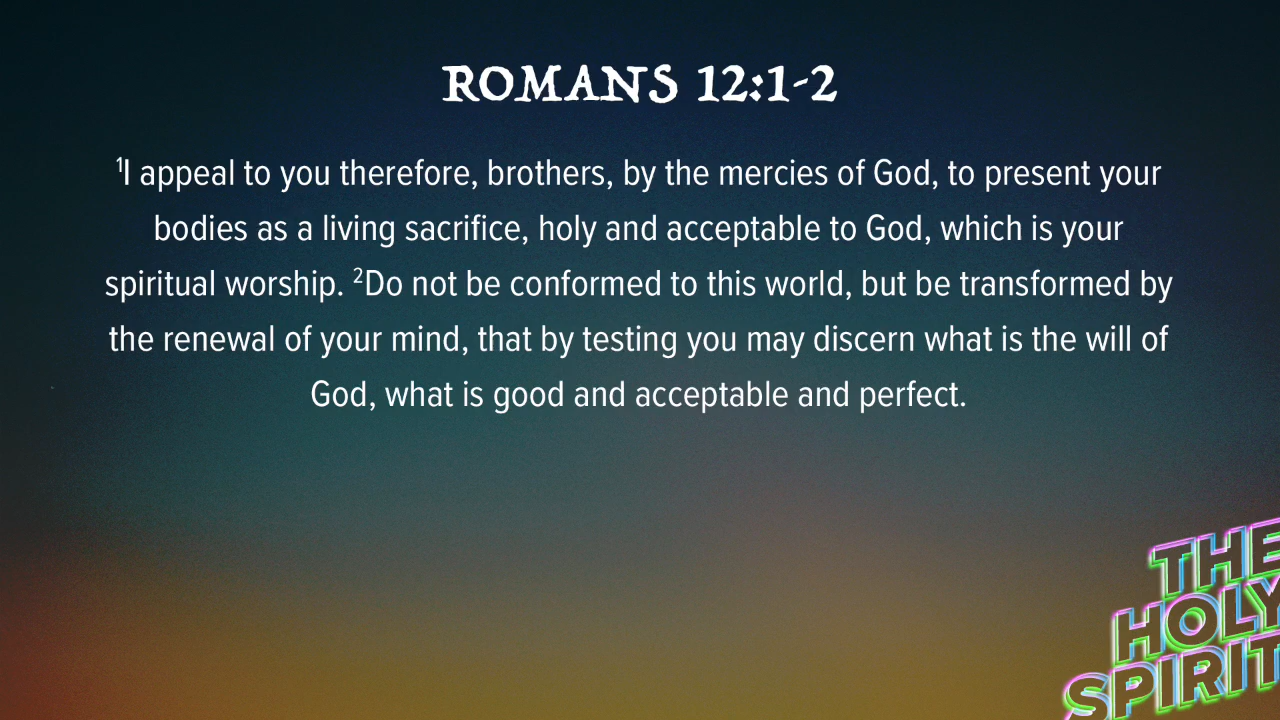 ROMANS 12:1-2
¹I appeal to you therefore, brothers, by the mercies of God, to present your
bodies as a living sacrifice, holy and acceptable to God, which is your
spiritual worship. ²Do not be conformed to this world, but be transformed by
the renewal of your mind, that by testing you may discern what is the will of
God, what is good and acceptable and perfect.
THE
HOLY
SPIRIT